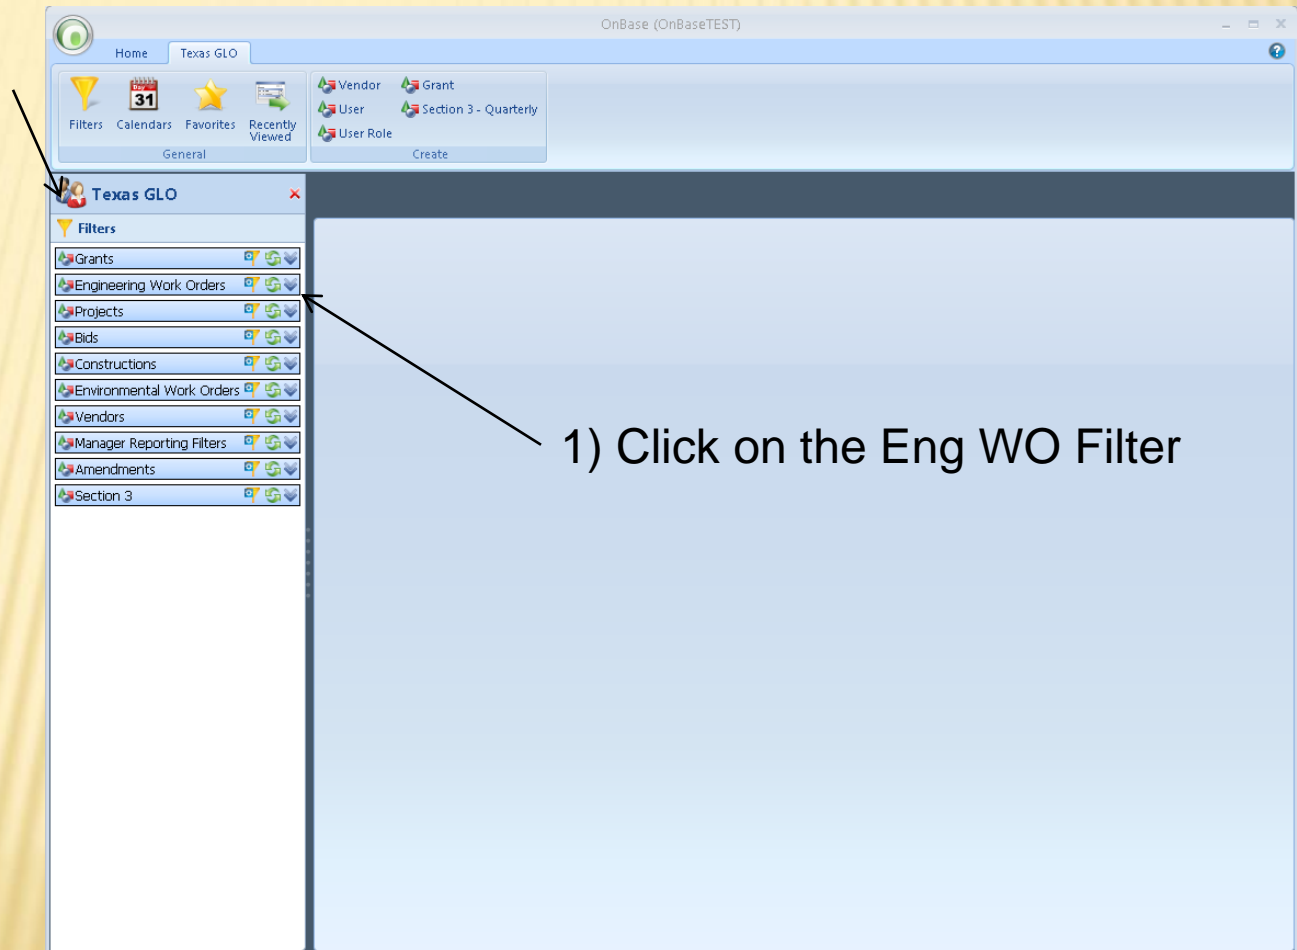 OnBase (OnBaseTEST)
Home Texas GLO
Filters Calendars Favorites Recently Viewed
Day 31
General
Vendor Grant
User Section 3 - Quarterly
User Role
Create
Texas GLO
Filters
Grants
Engineering Work Orders
Projects
Bids
Constructions
Environmental Work Orders
Vendors
Manager Reporting Filters
Amendments
Section 3
1) Click on the Eng WO Filter